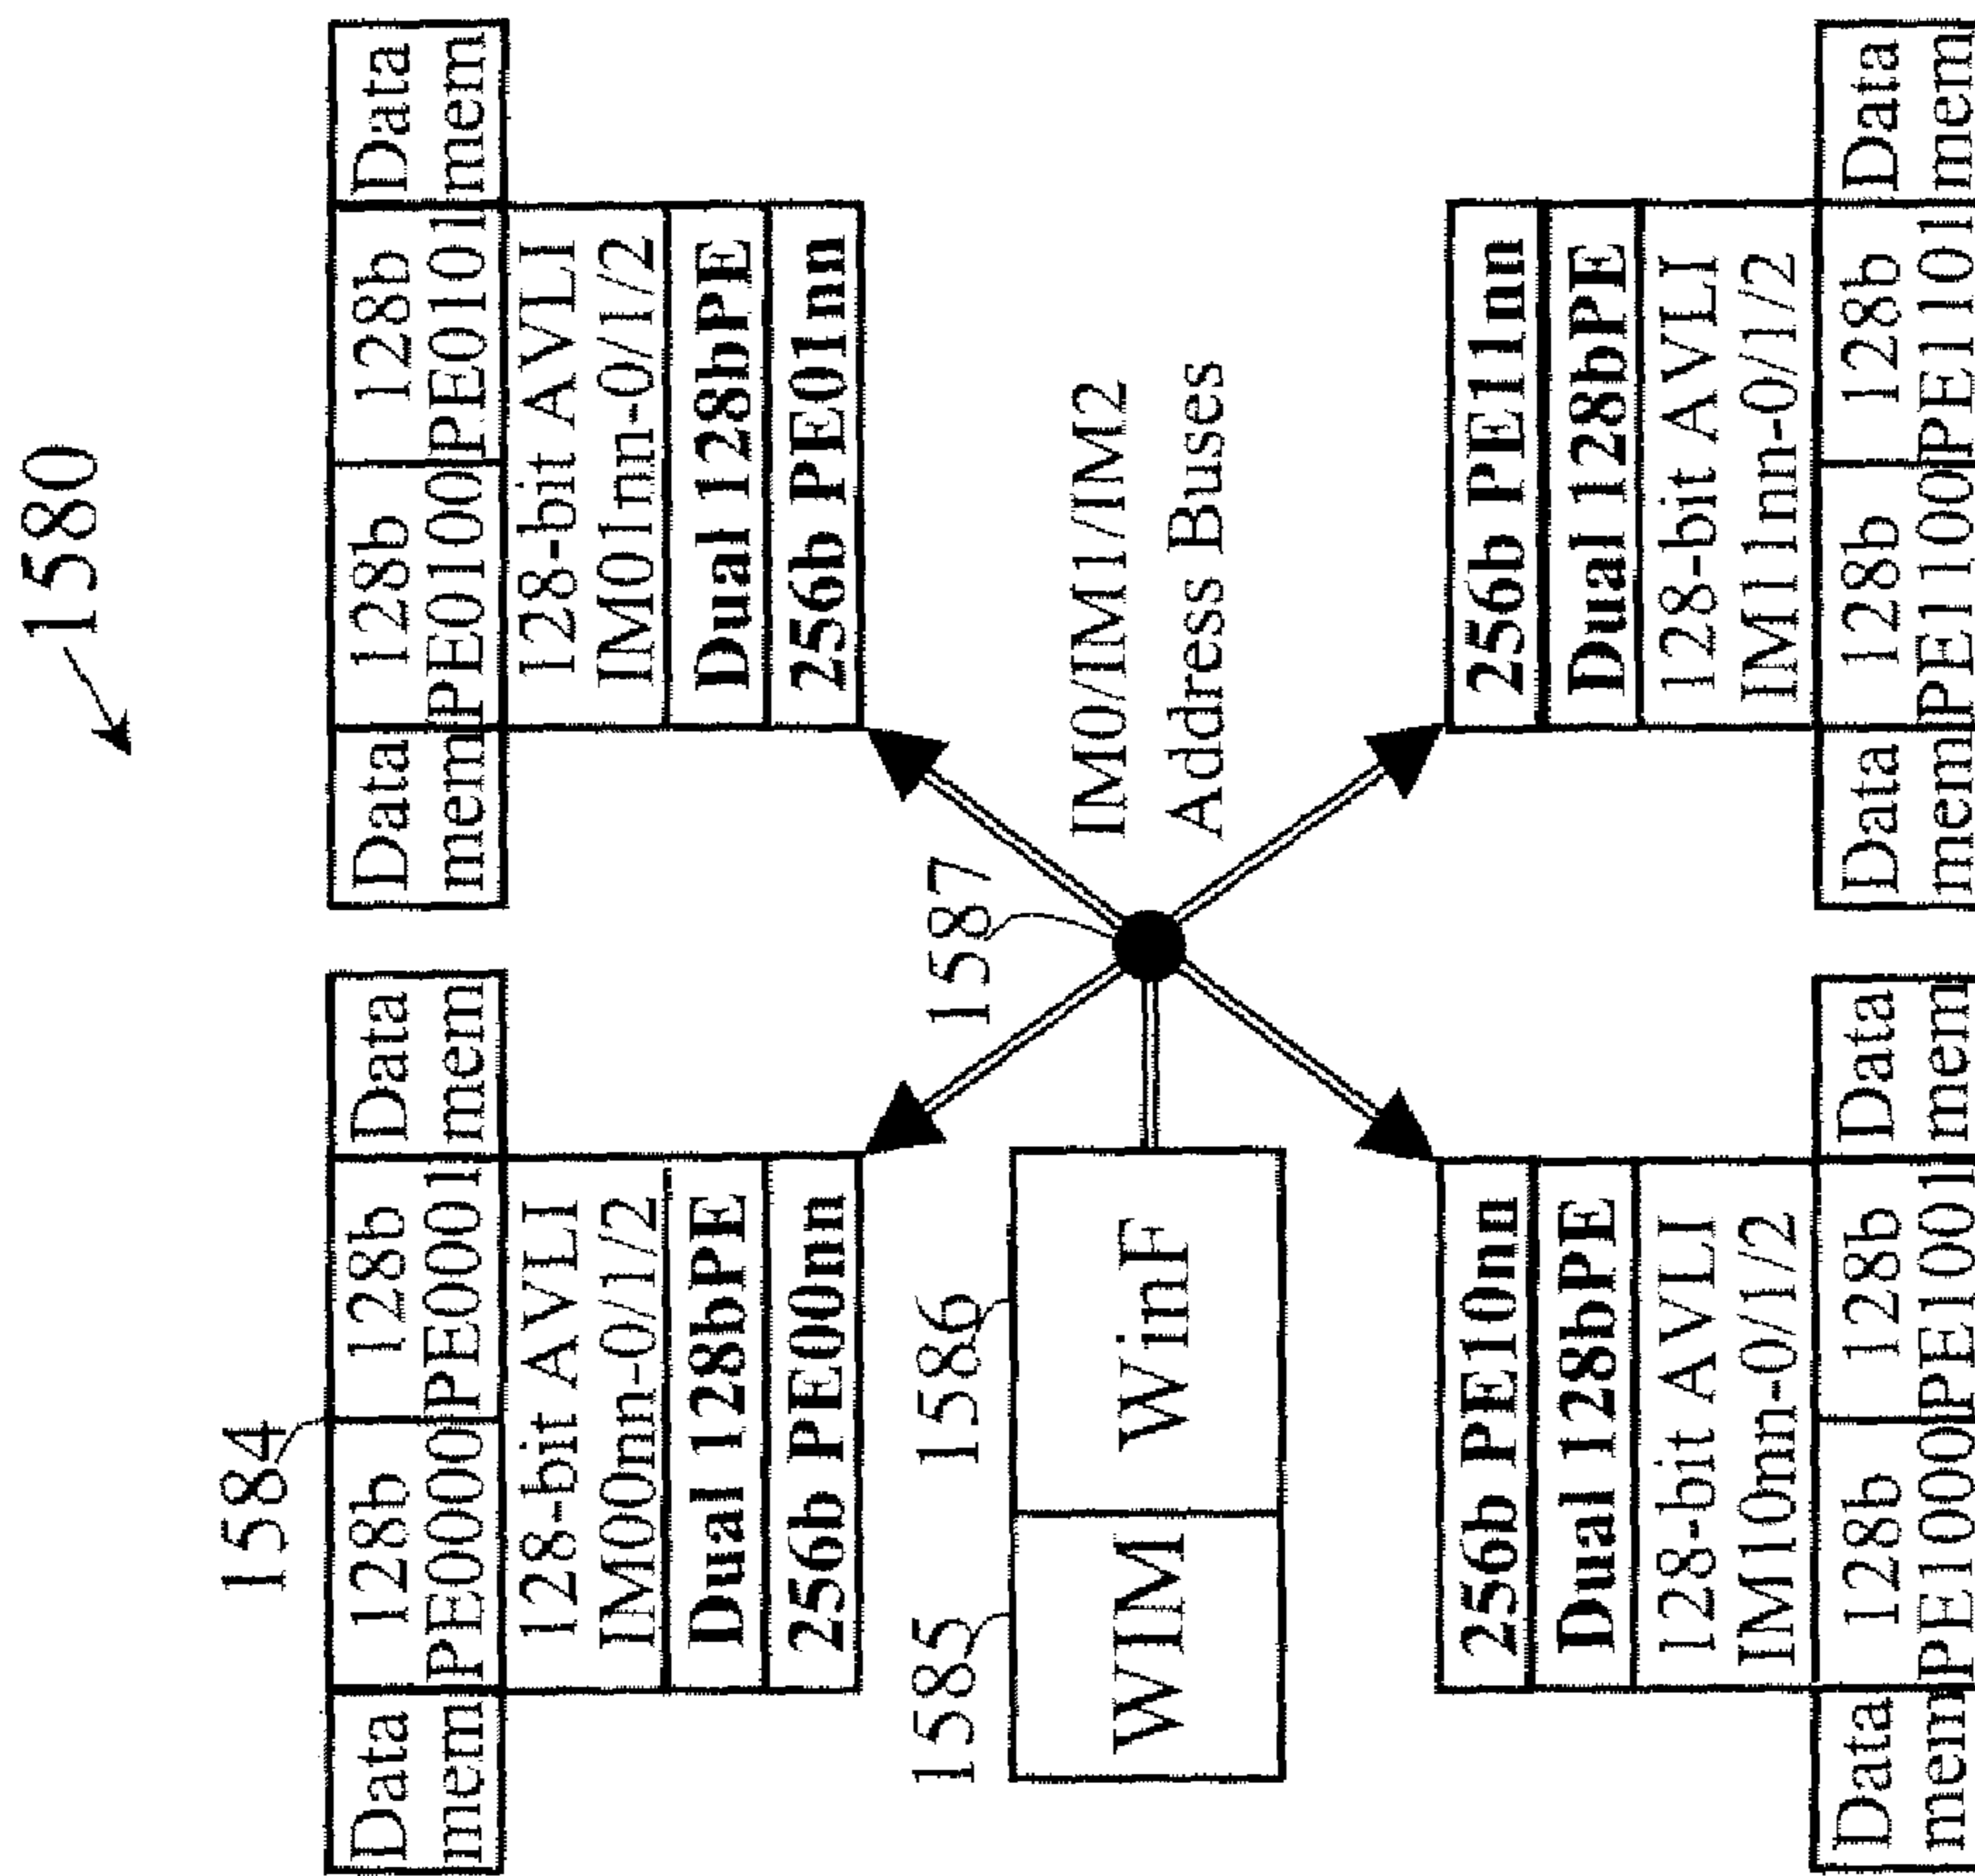 1580
1584
Data 128b 128b Data
mem PE0000 PE0001 mem
128-bit AVLI
IM00nn-0/1/2
Dual 128bPE
256b PE00nn
Data 128b 128b Data
mem PE0100 PE0101 mem
128-bit AVLI
IM01nn-0/1/2
Dual 128bPE
256b PE01nn
1585
1586
1587
WIM
WinF
IM0/IM1/IM2
Address Buses
256b PE10nn
Dual 128bPE
128-bit AVLI
IM10nn-0/1/2
Data 128b 128b Data
mem PE1000 PE1001 mem
256b PE11nn
Dual 128bPE
128-bit AVLI
IM11nn-0/1/2
Data 128b 128b Data
mem PE1100 PE1101 mem